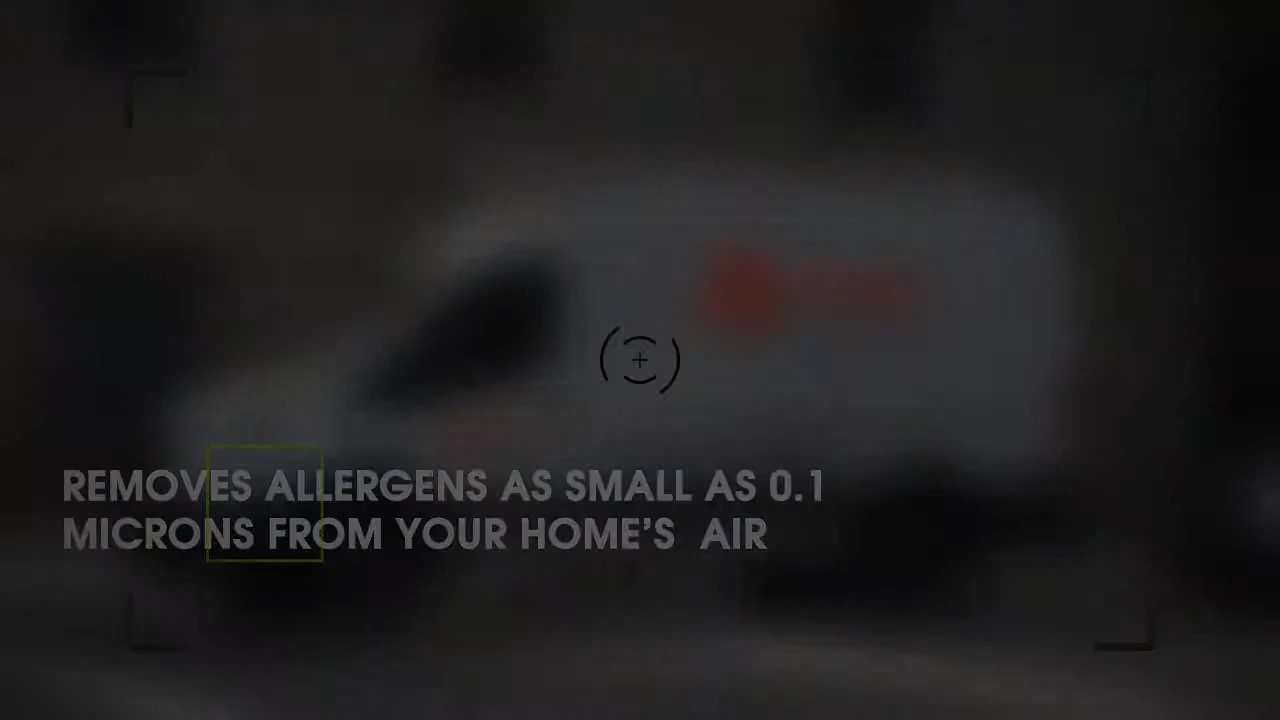 REMOVES ALLERGENS AS SMALL AS 0.1
MICRONS FROM YOUR HOME’S  AIR